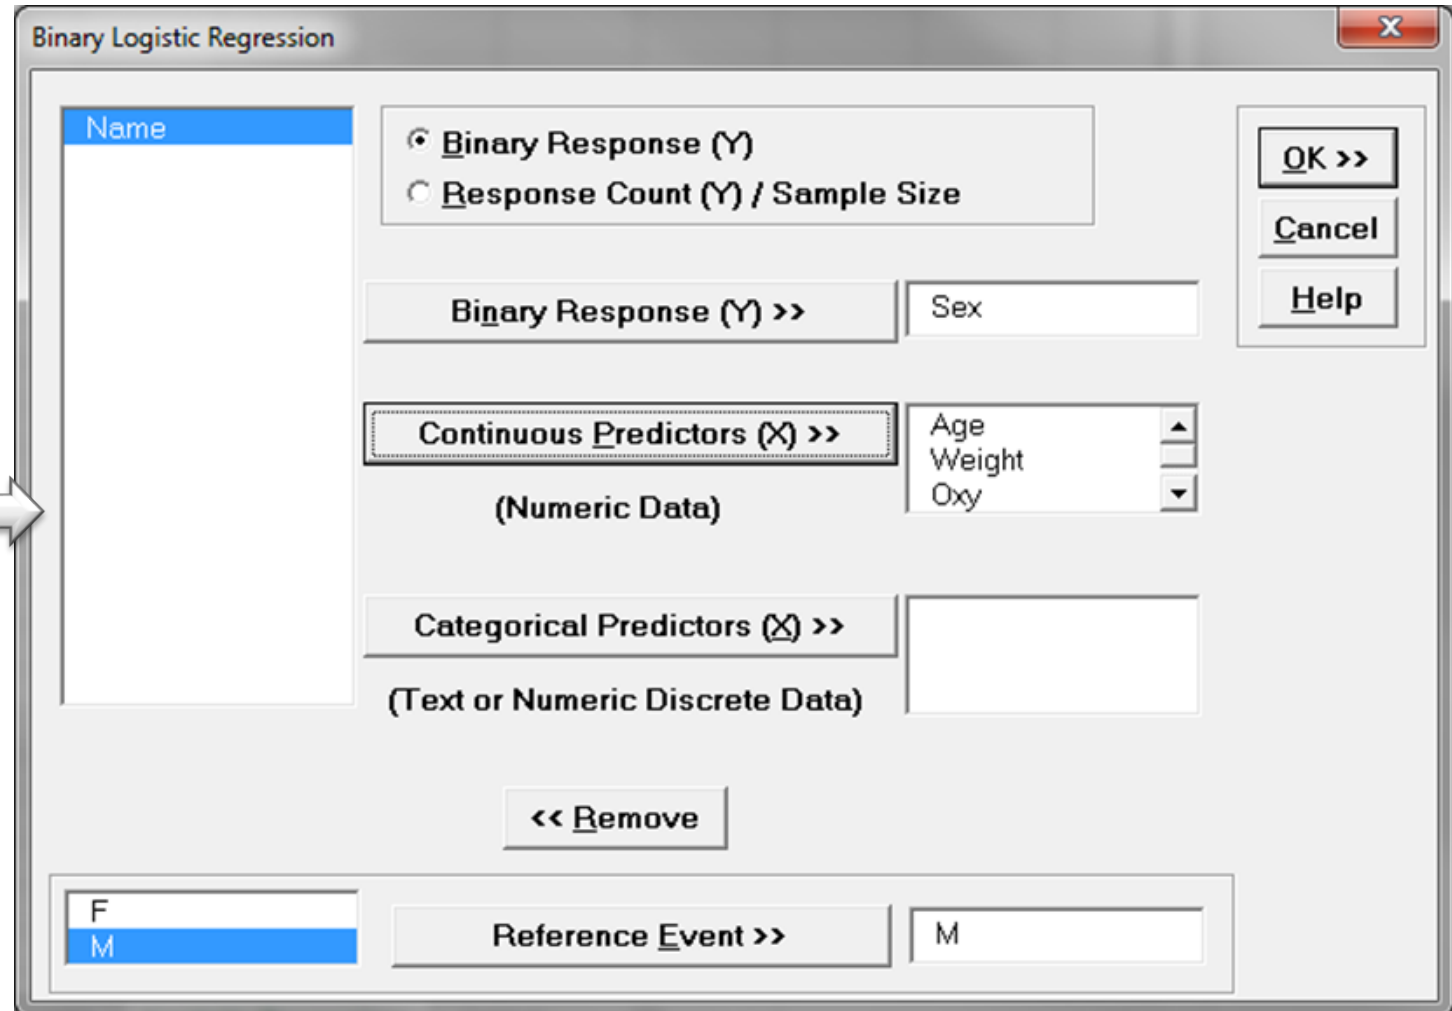 Binary Logistic Regression
X
Name
Binary Response (Y)
Response Count (Y) / Sample Size
OK >>
Cancel
Help
Binary Response (Y) >>
Sex
Continuous Predictors (X) >>
(Numeric Data)
Age
Weight
Oxy
Categorical Predictors (X) >>
(Text or Numeric Discrete Data)
<< Remove
F
M
Reference Event >>
M